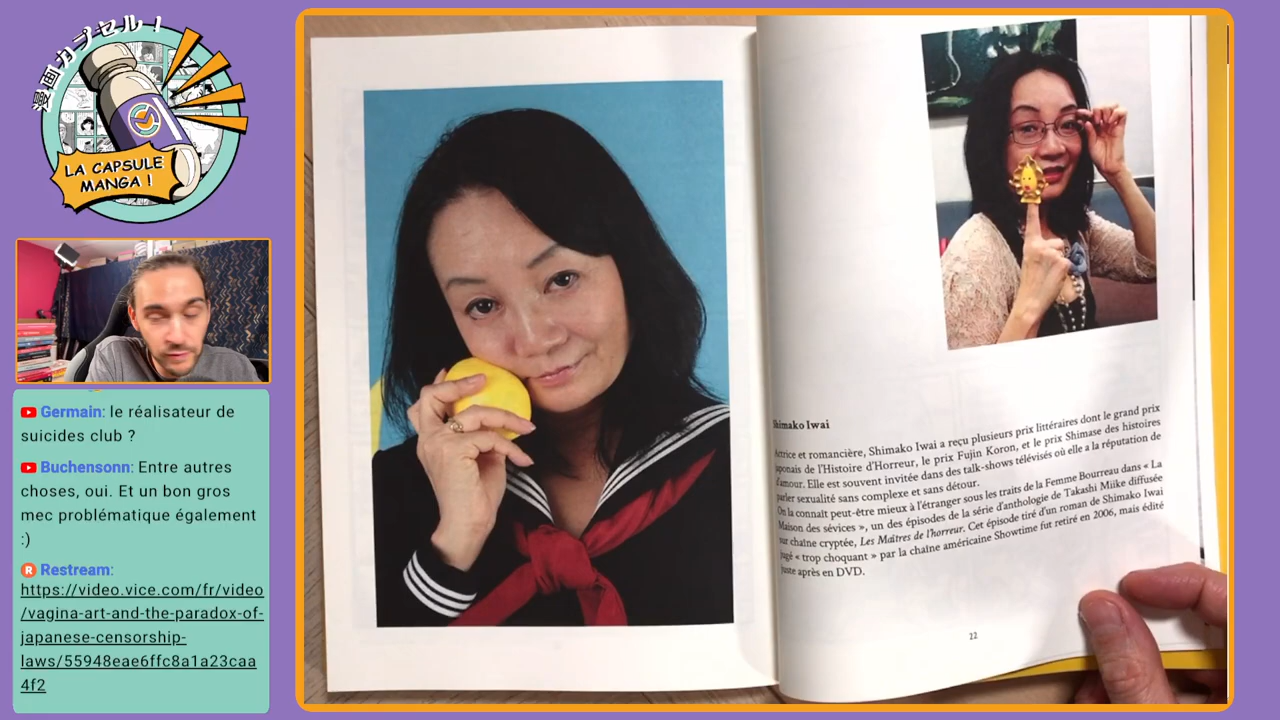 漫画カプセル！
LA CAPSULE
MANGA !
Germain: le réalisateur de
suicides club ?
Buchensonn: Entre autres
choses, oui. Et un bon gros
mec problématique également
:)
Restream:
https://video.vice.com/fr/video
/vagina-art-and-the-paradox-of-
japanese-censorship-
laws/55948eae6ffc8a1a23caa
4f2
Shimako Iwai
Actrice et romancière, Shimako Iwai a reçu plusieurs prix littéraires dont le grand prix
japonais de l'Histoire d'Horreur, le prix Fujin Koron, et le prix Shimase des histoires
d'amour. Elle est souvent invitée dans des talk-shows télévisés où elle a la réputation de
parler sexualité sans complexe et sans détour.
On la connaît peut-être mieux à l'étranger sous les traits de la Femme Bourreau dans « La
Maison des sévices », un des épisodes de la série d'anthologie de Takashi Miike diffusée
sur chaîne cryptée, Les Maîtres de l'horreur. Cet épisode tiré d'un roman de Shimako Iwai
jugé « trop choquant » par la chaîne américaine Showtime fut retiré en 2006, mais édité
juste après en DVD.
22